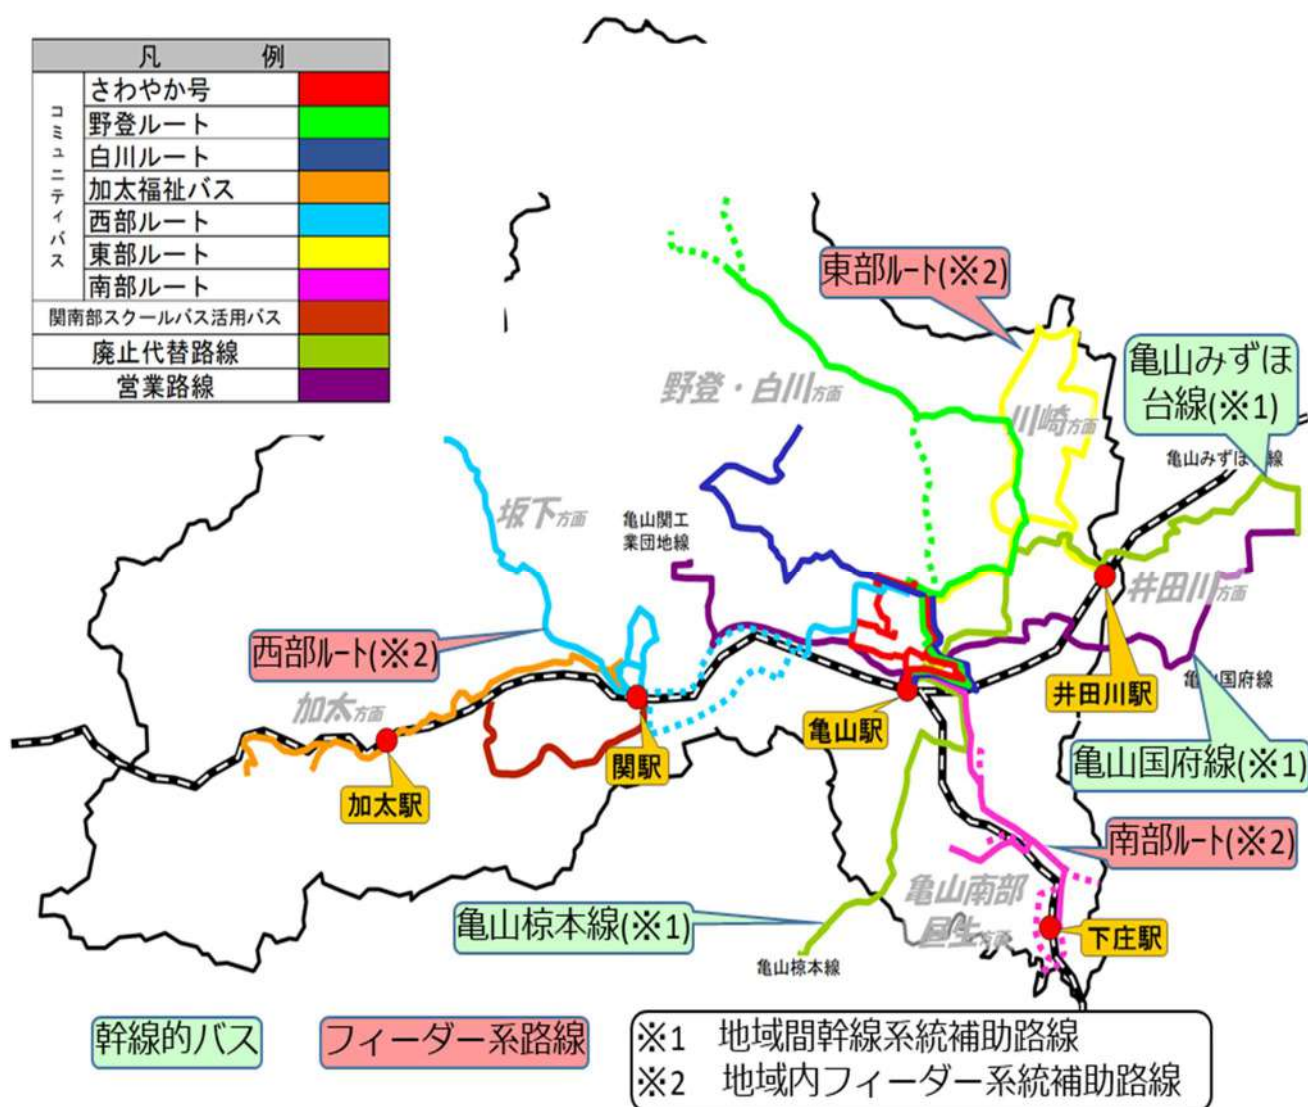 凡　例
コミュニティバス
さわやか号
野登ルート
白川ルート
加太福祉バス
西部ルート
東部ルート
南部ルート
関南部スクールバス活用バス
廃止代替路線
営業路線
東部ルート(※2)
亀山みずほ
台線(※1)
野登・白川方面
川崎方面
亀山みずほ
線
坂下方面
亀山関工
業団地線
井田川方面
西部ルート(※2)
加太方面
井田川駅
亀山国府線
亀山駅
関駅
加太駅
亀山国府線(※1)
南部ルート(※2)
亀山南部
昼生方面
亀山椋本線(※1)
下庄駅
亀山椋本線
幹線的バス
フィーダー系路線
※1　地域間幹線系統補助路線
※2　地域内フィーダー系統補助路線